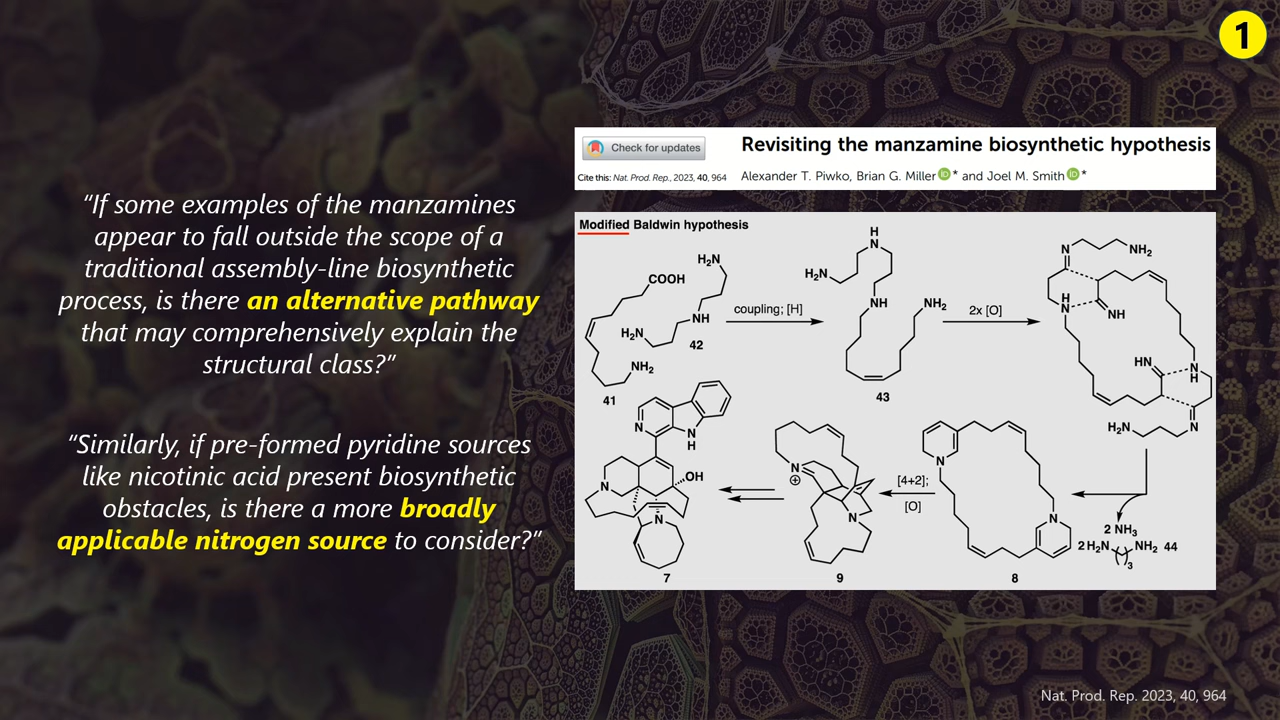 1
“If some examples of the manzamines
appear to fall outside the scope of a
traditional assembly-line biosynthetic
process, is there an alternative pathway
that may comprehensively explain the
structural class?”
“Similarly, if pre-formed pyridine sources
like nicotinic acid present biosynthetic
obstacles, is there a more broadly
applicable nitrogen source to consider?”
Check for updates
Revisiting the manzamine biosynthetic hypothesis
Cite this: Nat. Prod. Rep., 2023, 40, 964
Alexander T. Piwko, Brian G. Miller iD * and Joel M. Smith iD *
Modified Baldwin hypothesis
COOH
H₂N
NH
H₂N
42
NH₂
41
coupling; [H]
H
N
H₂N
NH
NH₂
43
2x [O]
N
NH₂
H
N
NH
HN
N
H
H₂N
N
2 NH₃
2 H₂N
NH₂ 44
( )₃
N
N
8
[4+2];
[O]
N
⊕
N
9
N
N
H
OH
N
H
N
7
Nat. Prod. Rep. 2023, 40, 964